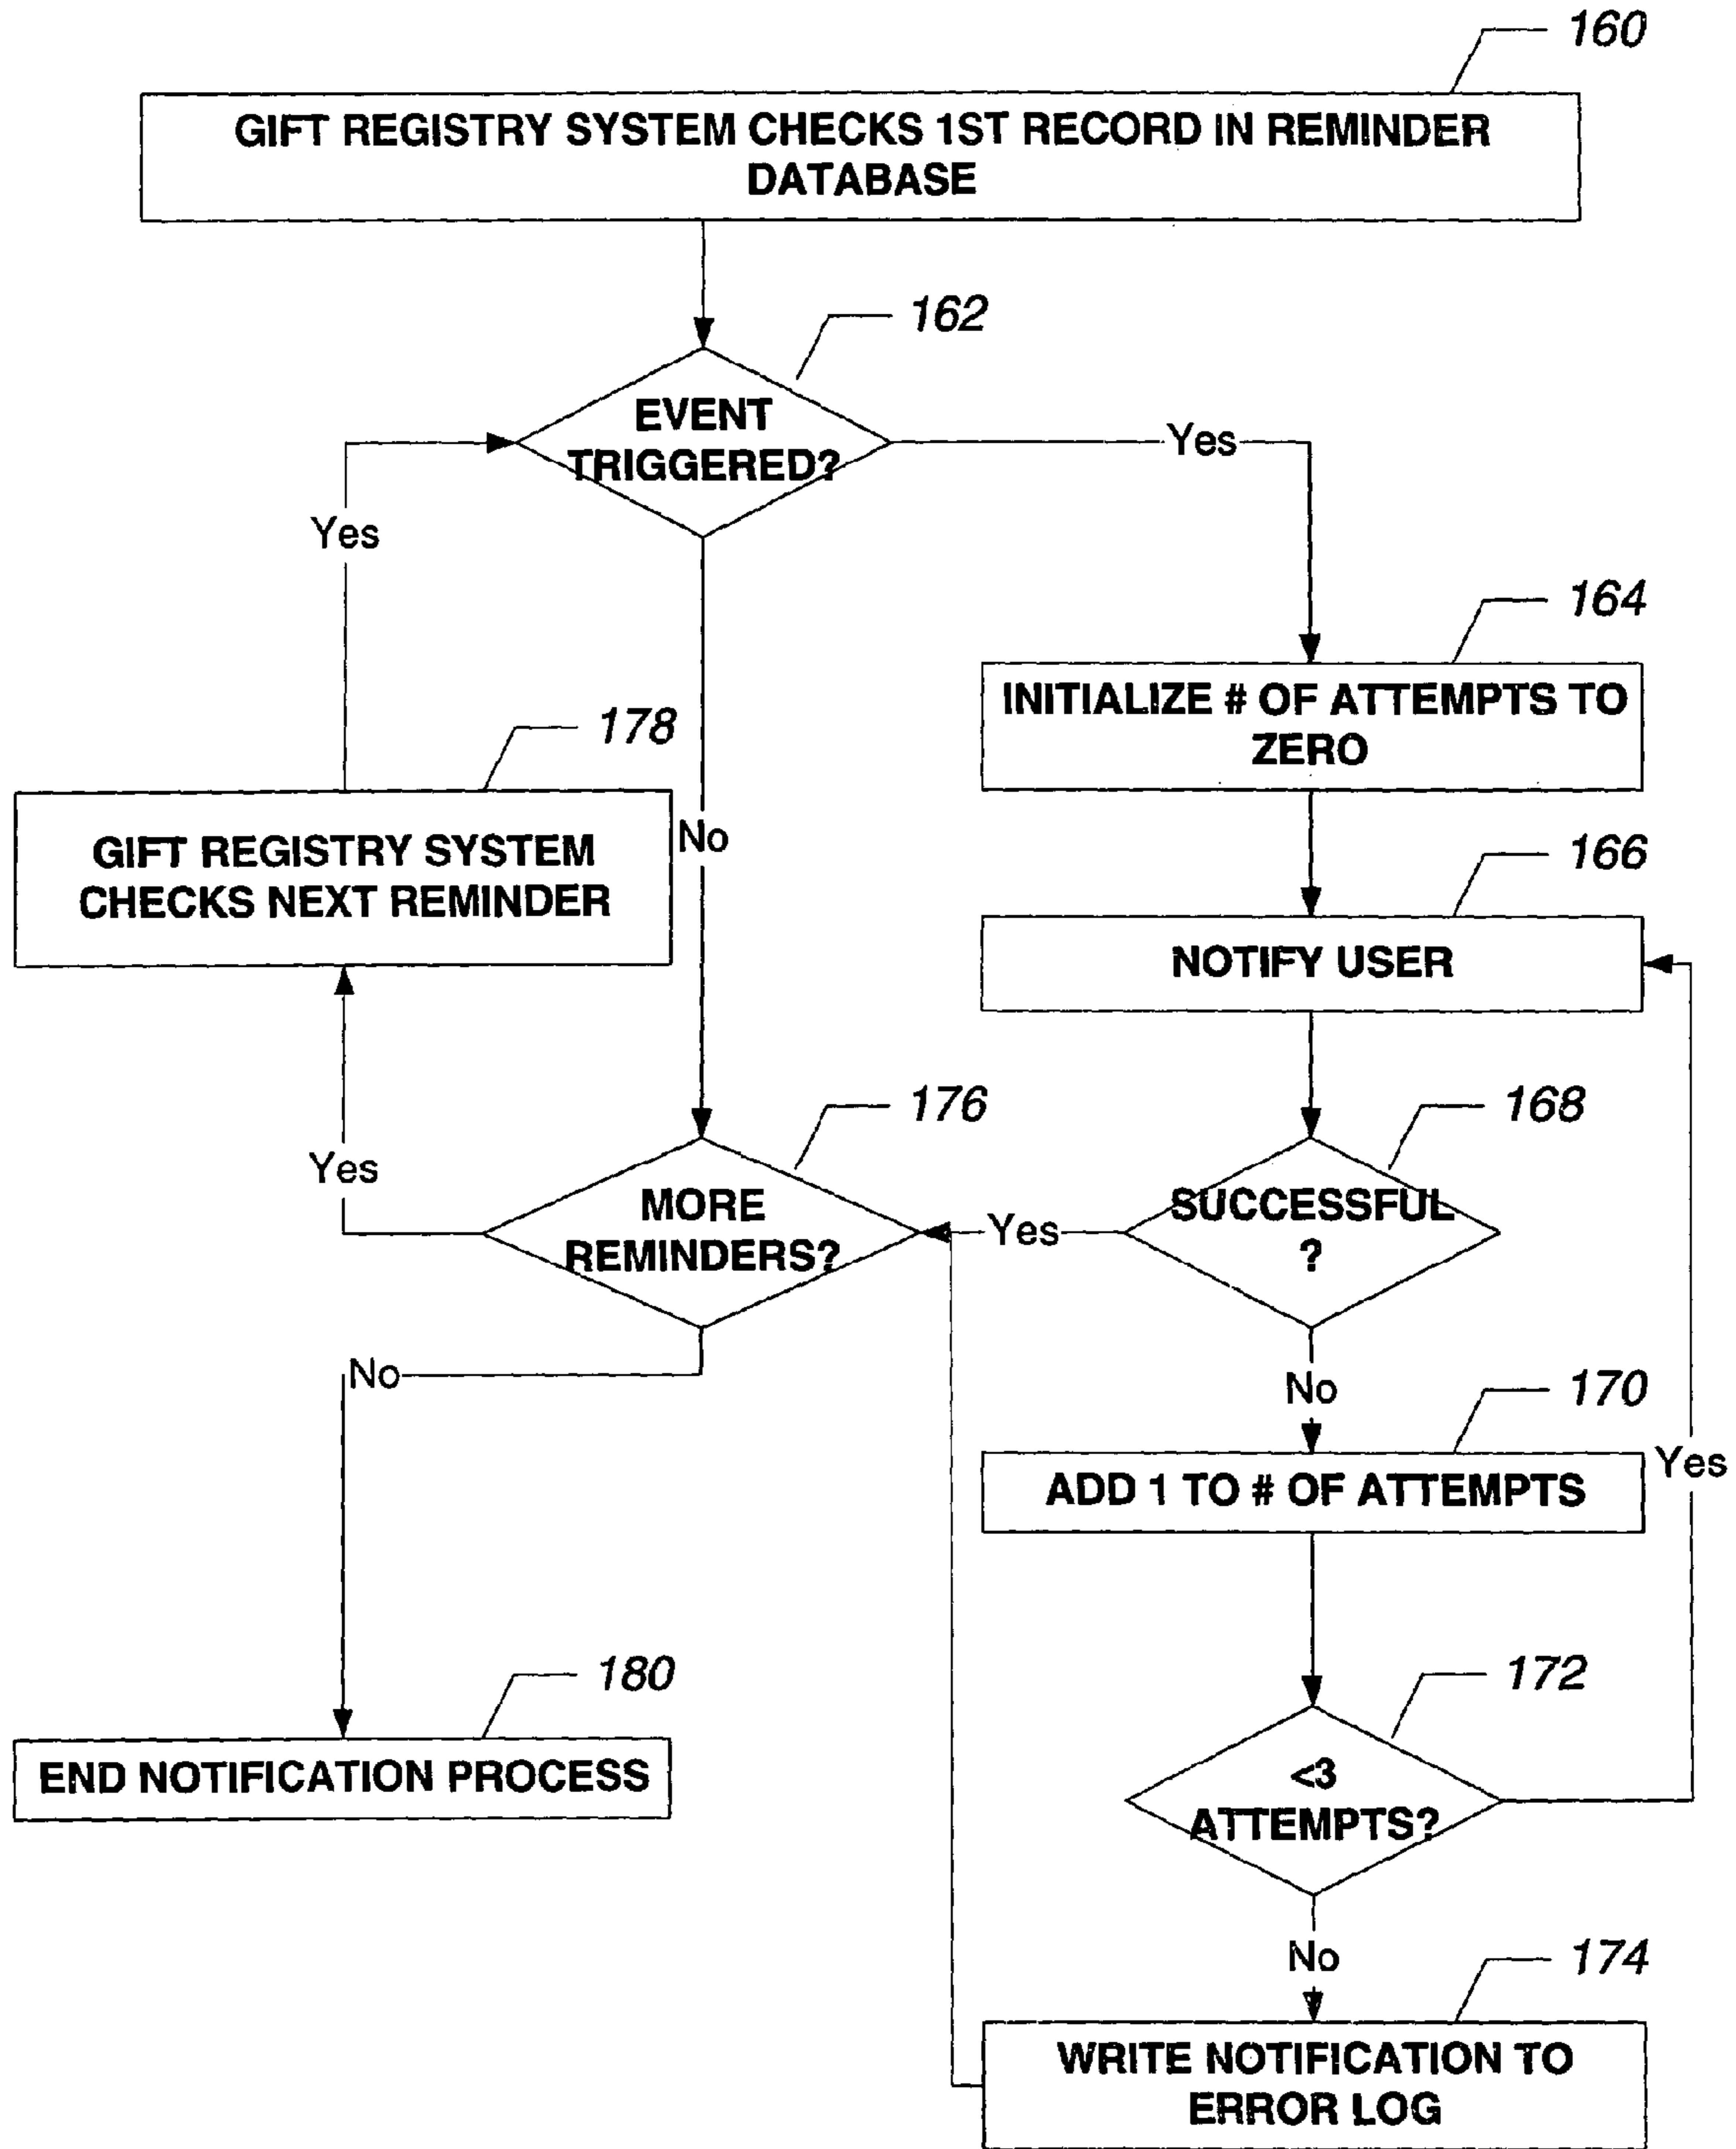 160
GIFT REGISTRY SYSTEM CHECKS 1ST RECORD IN REMINDER
DATABASE
162
EVENT
TRIGGERED?
Yes
Yes
164
INITIALIZE # OF ATTEMPTS TO
ZERO
178
GIFT REGISTRY SYSTEM
CHECKS NEXT REMINDER
No
166
NOTIFY USER
176
MORE
REMINDERS?
Yes
168
SUCCESSFUL
?
Yes
No
No
170
ADD 1 TO # OF ATTEMPTS
Yes
180
END NOTIFICATION PROCESS
172
<3
ATTEMPTS?
No
174
WRITE NOTIFICATION TO
ERROR LOG